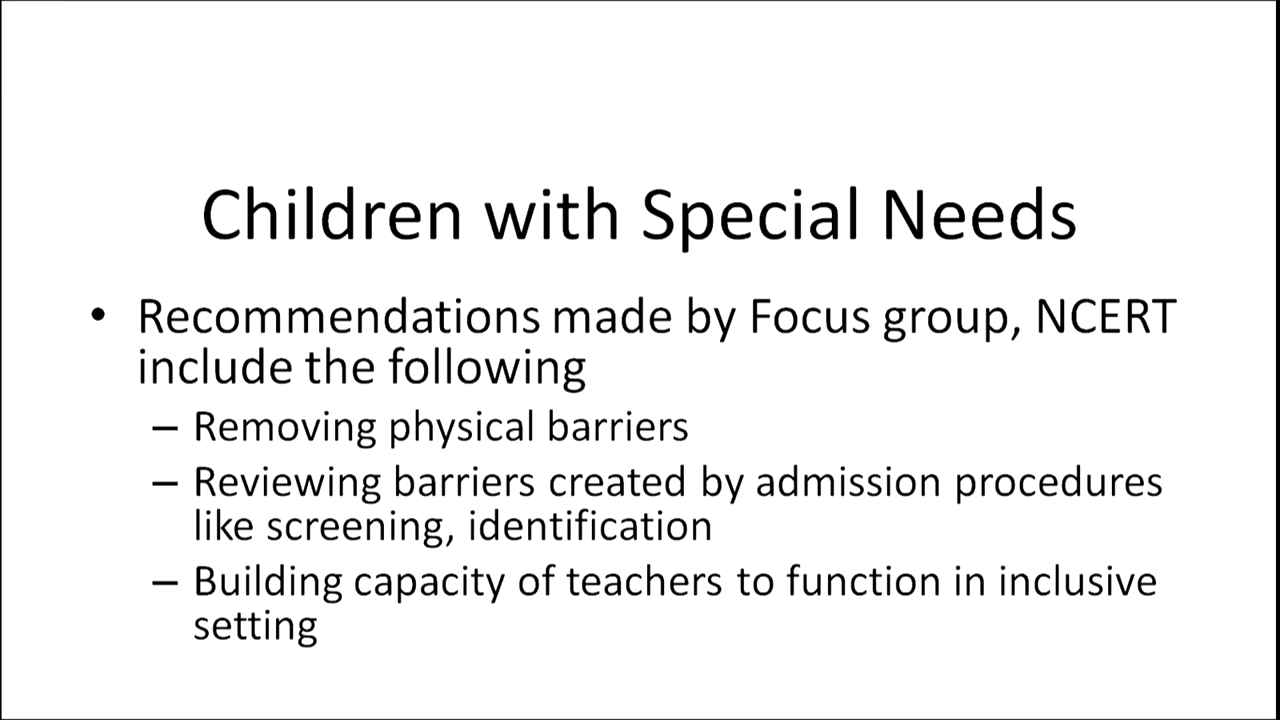 Children with Special Needs
• Recommendations made by Focus group, NCERT
include the following
– Removing physical barriers
– Reviewing barriers created by admission procedures
like screening, identification
– Building capacity of teachers to function in inclusive
setting